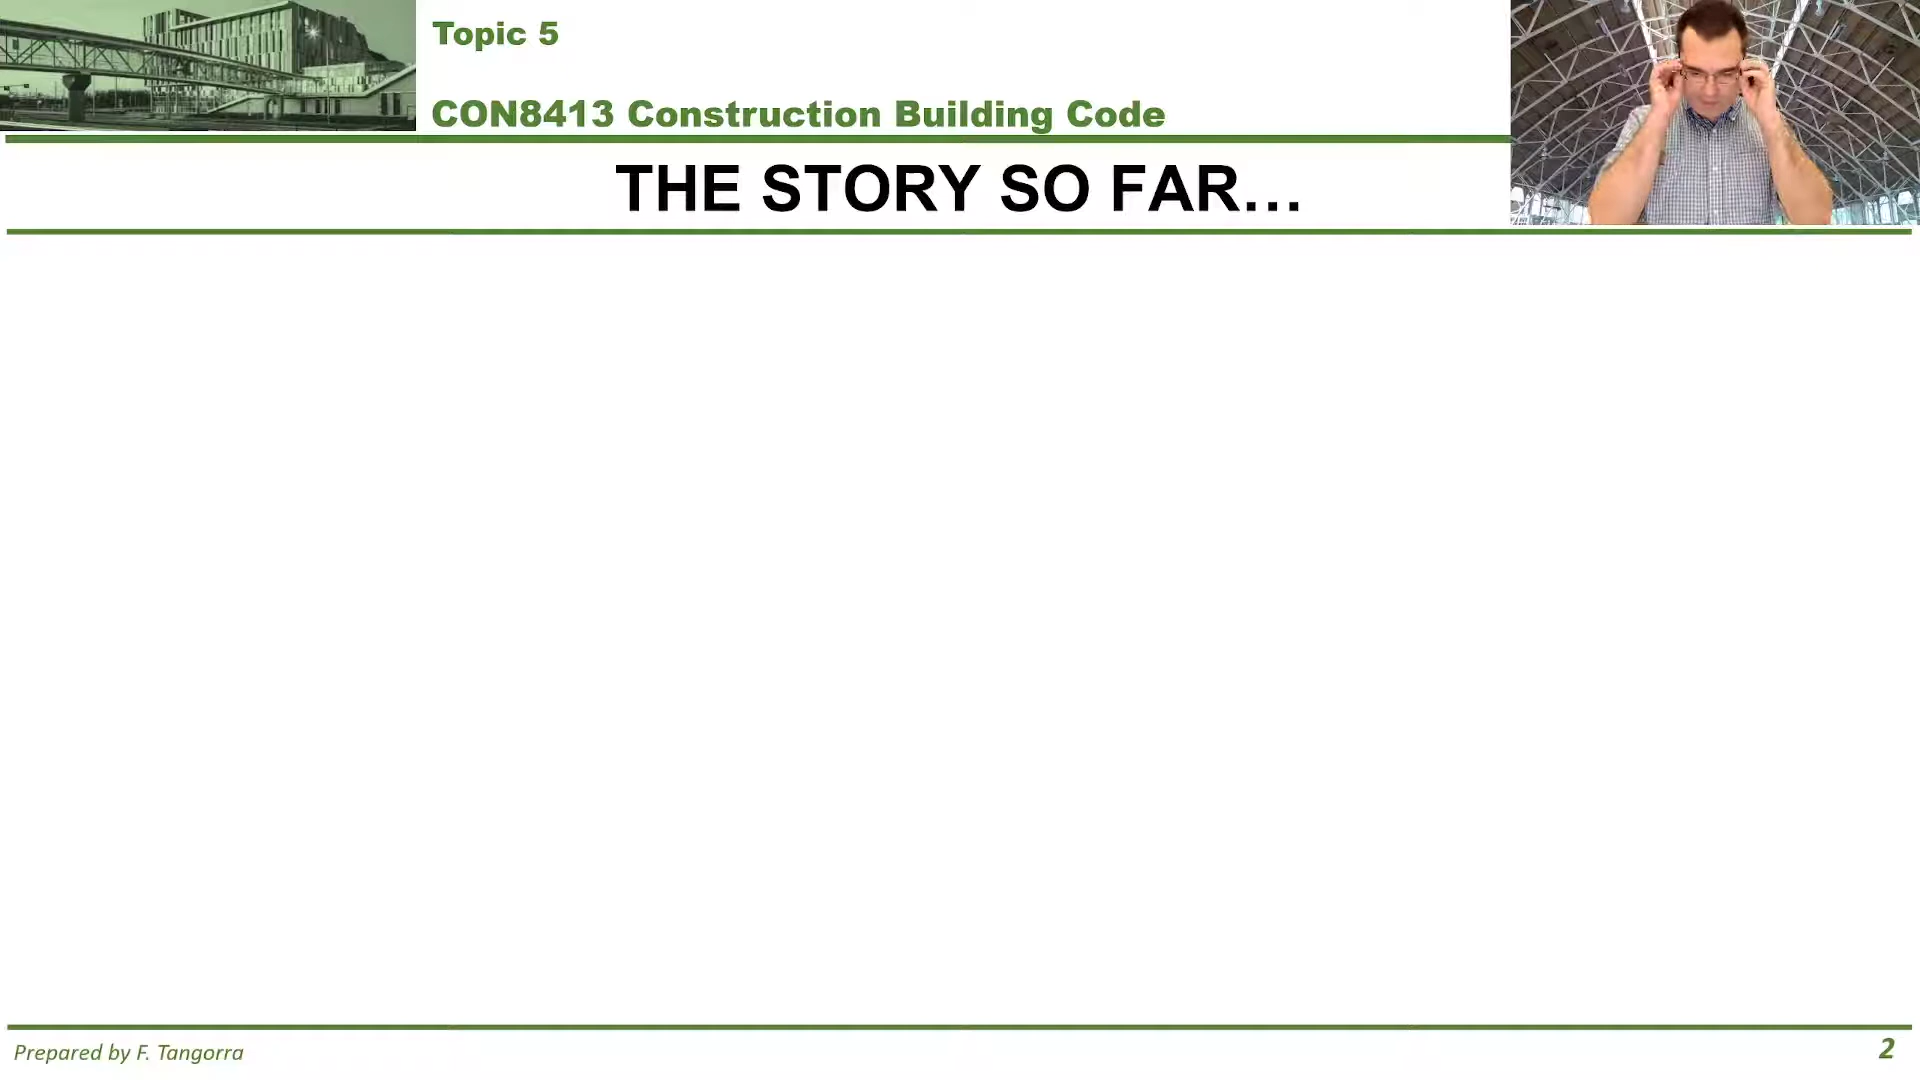 Topic 5
CON8413 Construction Building Code
THE STORY SO FAR…
Prepared by F. Tangorra
2